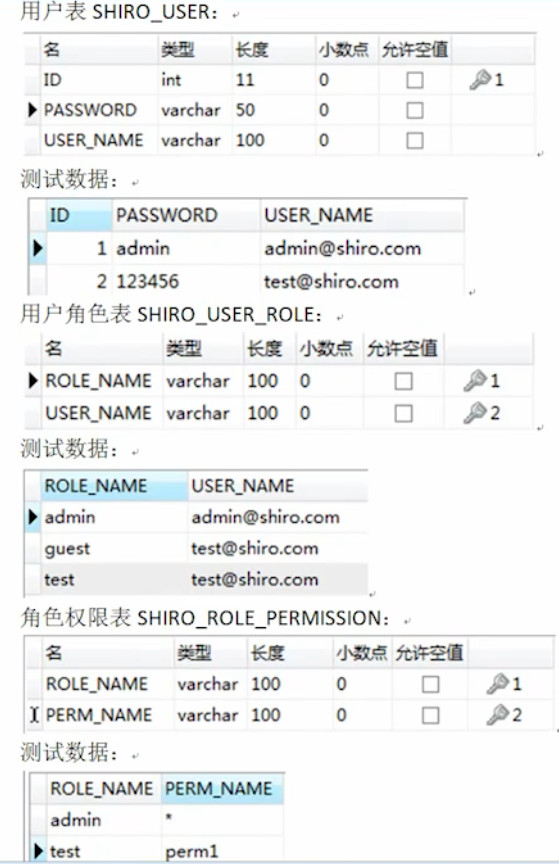 用户表 SHIRO_USER：
名 类型 长度 小数点 允许空值
ID int 11 0 1
PASSWORD varchar 50 0
USER_NAME varchar 100 0
测试数据：
ID PASSWORD USER_NAME
1 admin admin@shiro.com
2 123456 test@shiro.com
用户角色表 SHIRO_USER_ROLE：
名 类型 长度 小数点 允许空值
ROLE_NAME varchar 100 0 1
USER_NAME varchar 100 0 2
测试数据：
ROLE_NAME USER_NAME
admin admin@shiro.com
guest test@shiro.com
test test@shiro.com
角色权限表 SHIRO_ROLE_PERMISSION：
名 类型 长度 小数点 允许空值
ROLE_NAME varchar 100 0 1
PERM_NAME varchar 100 0 2
测试数据：
ROLE_NAME PERM_NAME
admin *
test perm1